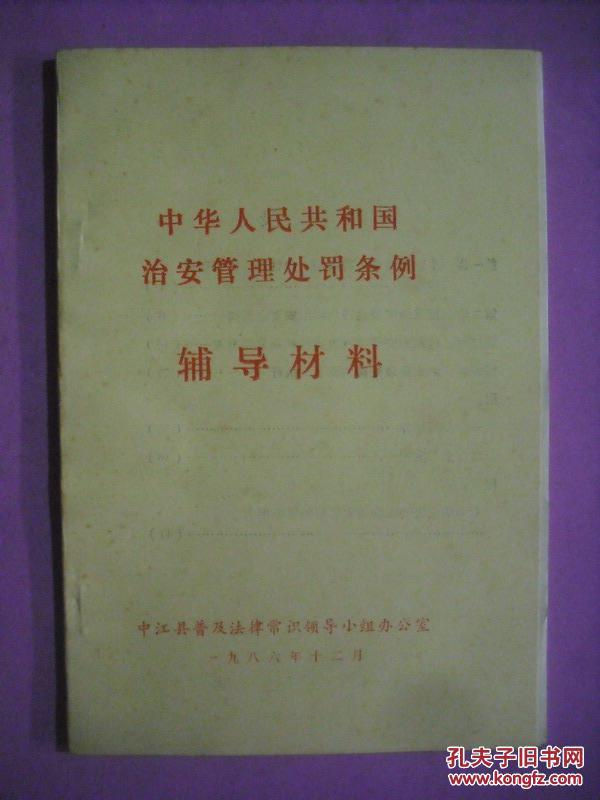 中华人民共和国
治安管理处罚条例
辅导材料
中江县普及法律常识领导小组办公室
一九八六年十二月
孔夫子旧书网
www.kongfz.com